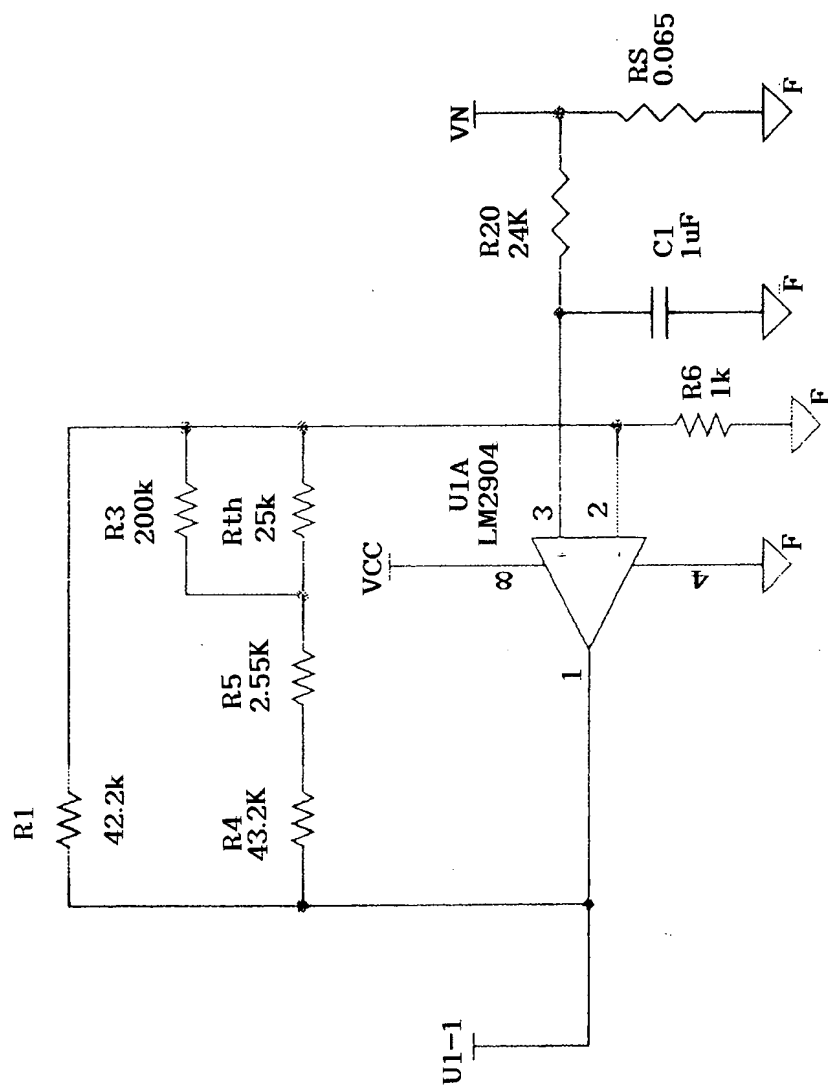 R1
42.2k
R3
200k
R4
43.2K
R5
2.55K
Rth
25k
VCC
U1A
LM2904
8
3
2
1
4
U1-1
R20
24K
VN
RS
0.065
C1
1uF
R6
1k
F
F
F
F